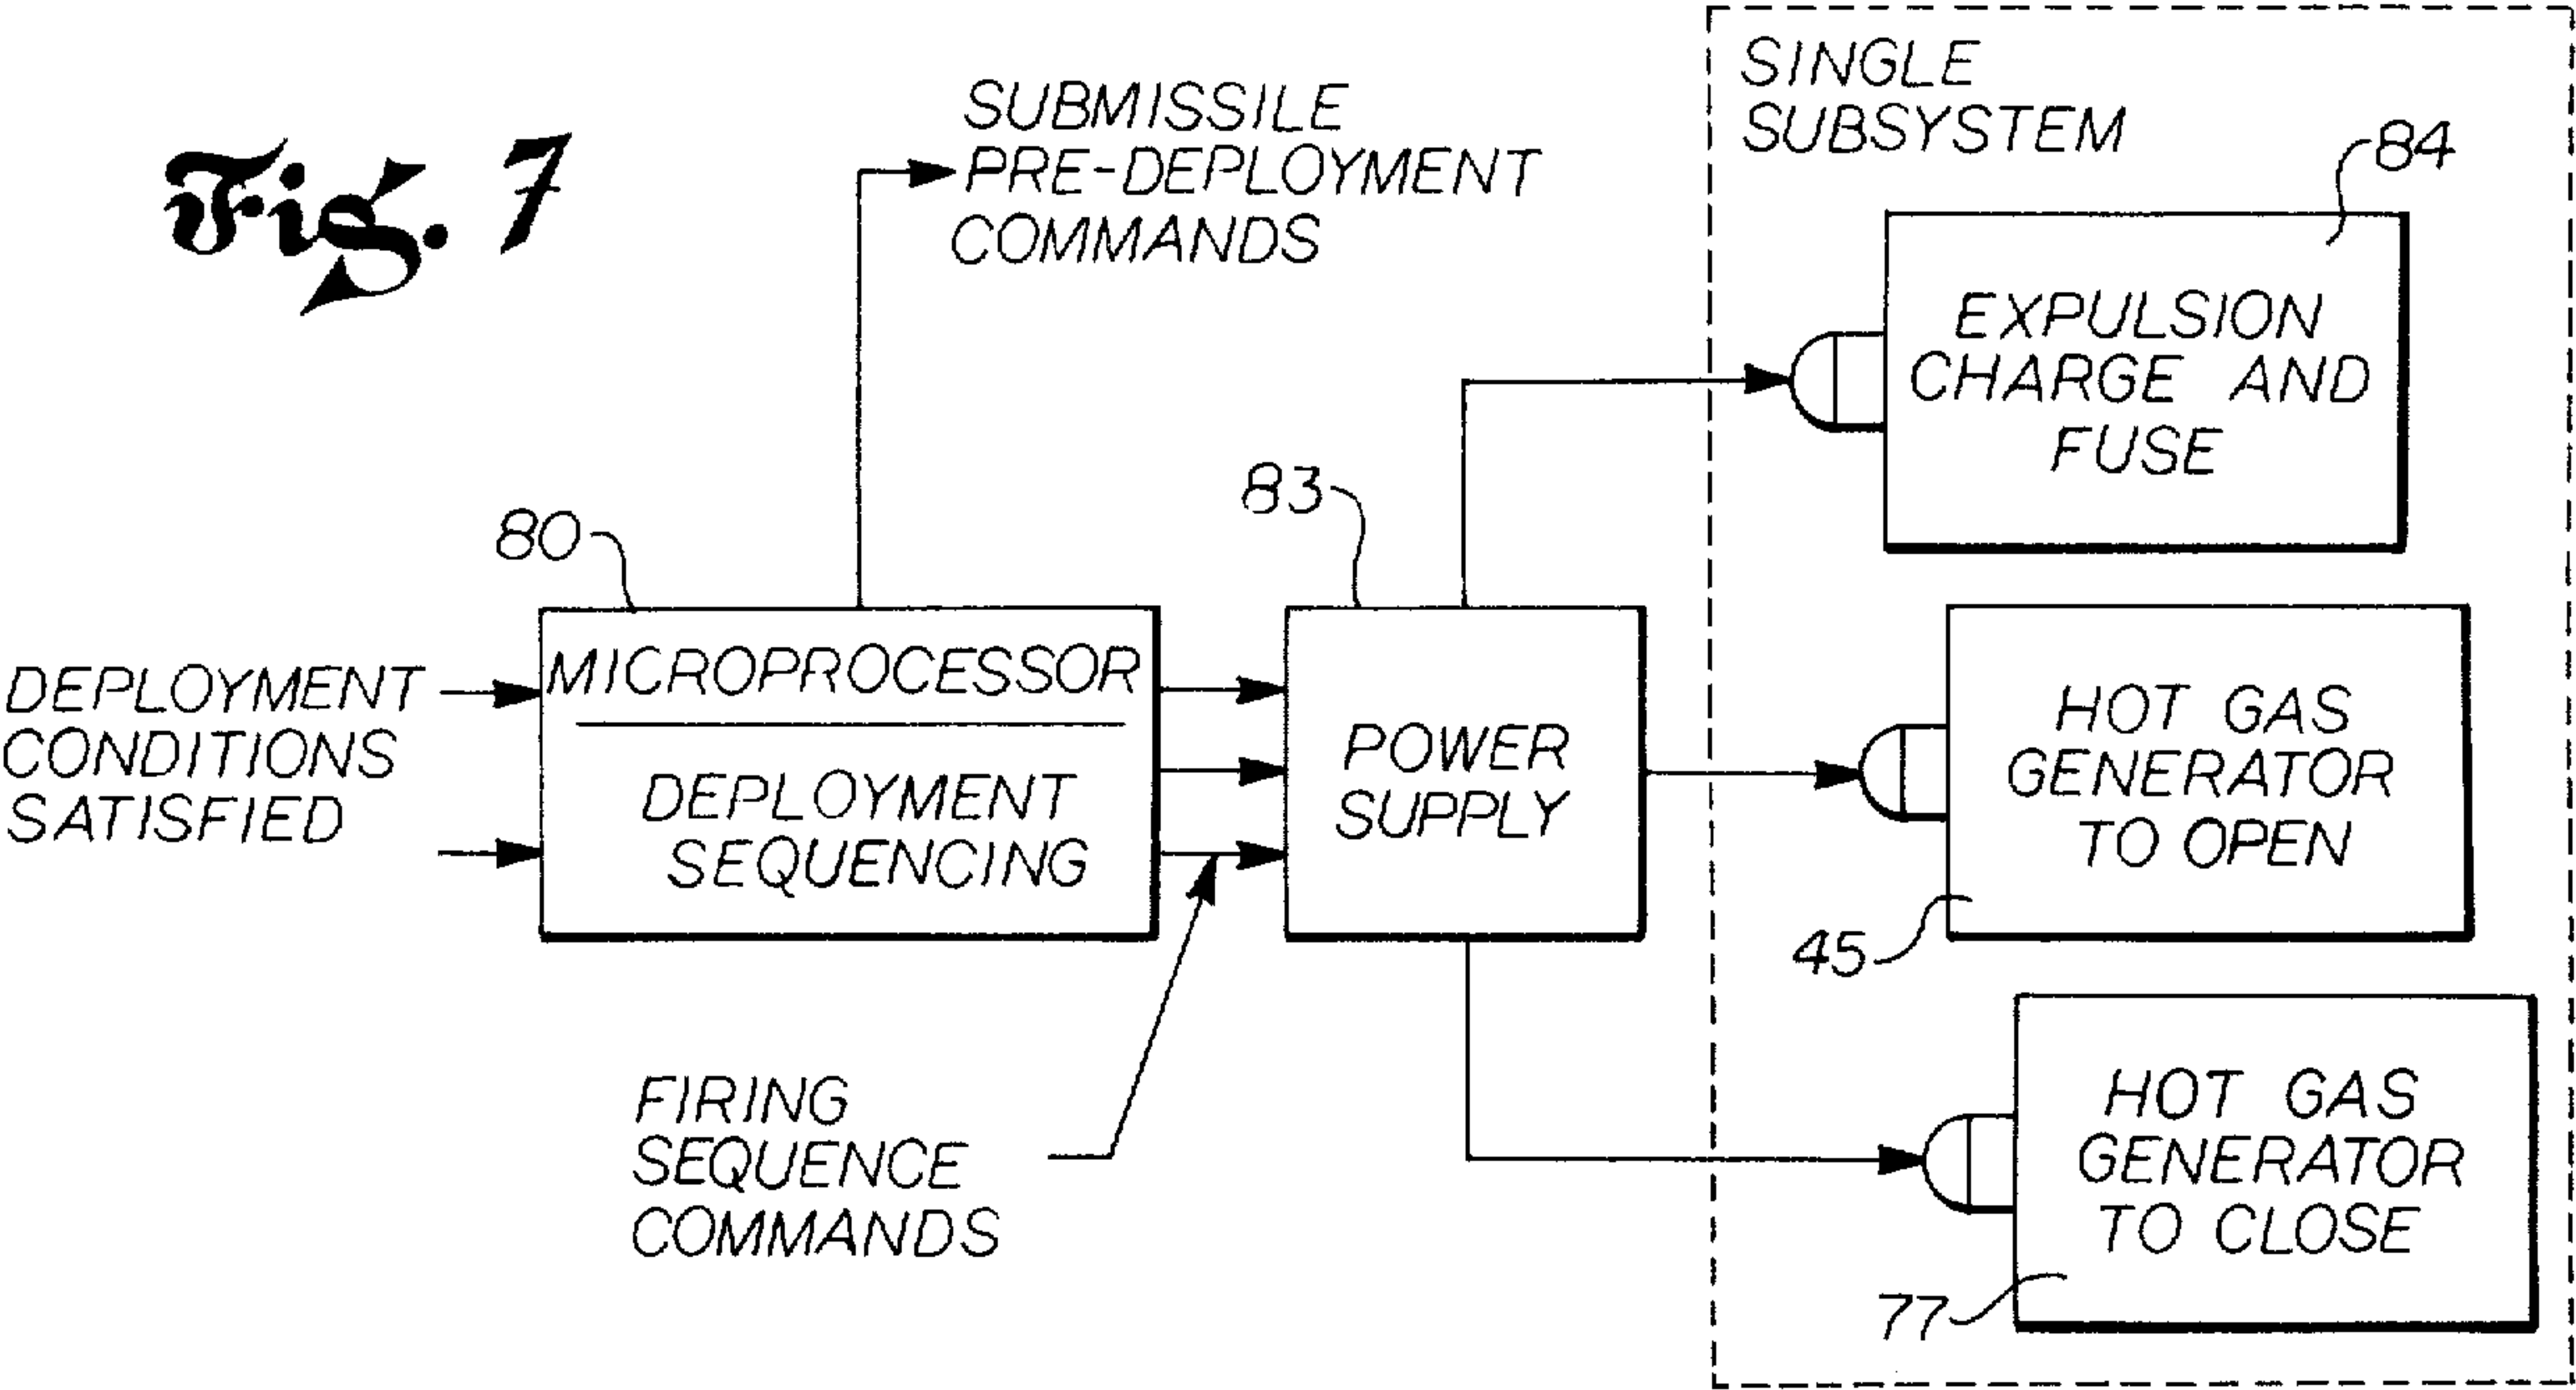 Fig. 7
SUBMISSILE
PRE-DEPLOYMENT
COMMANDS
SINGLE
SUBSYSTEM
84
EXPULSION
CHARGE AND
FUSE
80
83
DEPLOYMENT
CONDITIONS
SATISFIED
MICROPROCESSOR
DEPLOYMENT
SEQUENCING
POWER
SUPPLY
HOT GAS
GENERATOR
TO OPEN
45
FIRING
SEQUENCE
COMMANDS
HOT GAS
GENERATOR
TO CLOSE
77